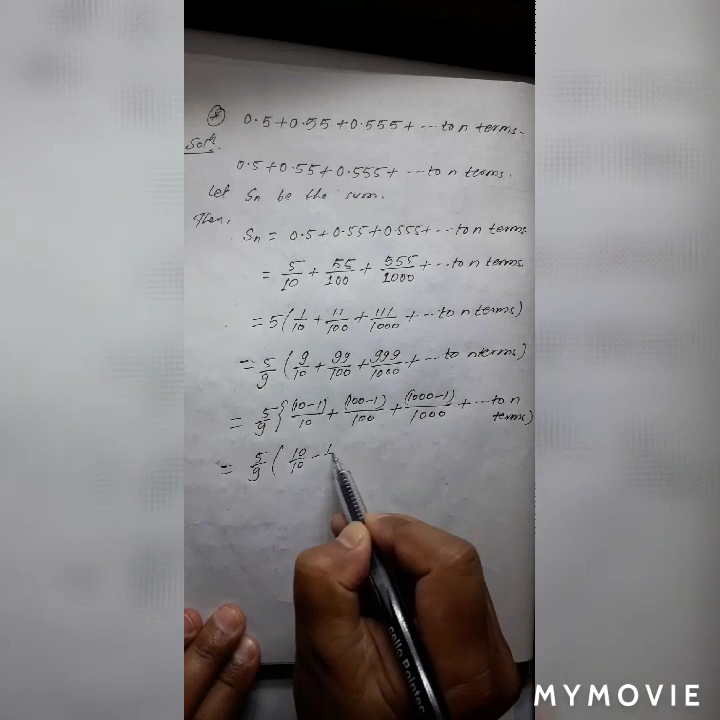 * 0.5+0.55+0.555+ ... to n terms.
Soln.
0.5+0.55+0.555+ ... to n terms.
Let Sn be the sum.
Then,
Sn = 0.5+0.55+0.555+ ... to n terms
= 5/10 + 55/100 + 555/1000 + ... to n terms.
= 5(1/10 + 11/100 + 111/1000 + ... to n terms)
= 5/9 (9/10 + 99/100 + 999/1000 + ... to n terms)
= 5/9 {(10-1)/10 + (100-1)/100 + (1000-1)/1000 + ... to n terms)
= 5/9 (10/10 - 1
cello Pointec
MYMOVIE